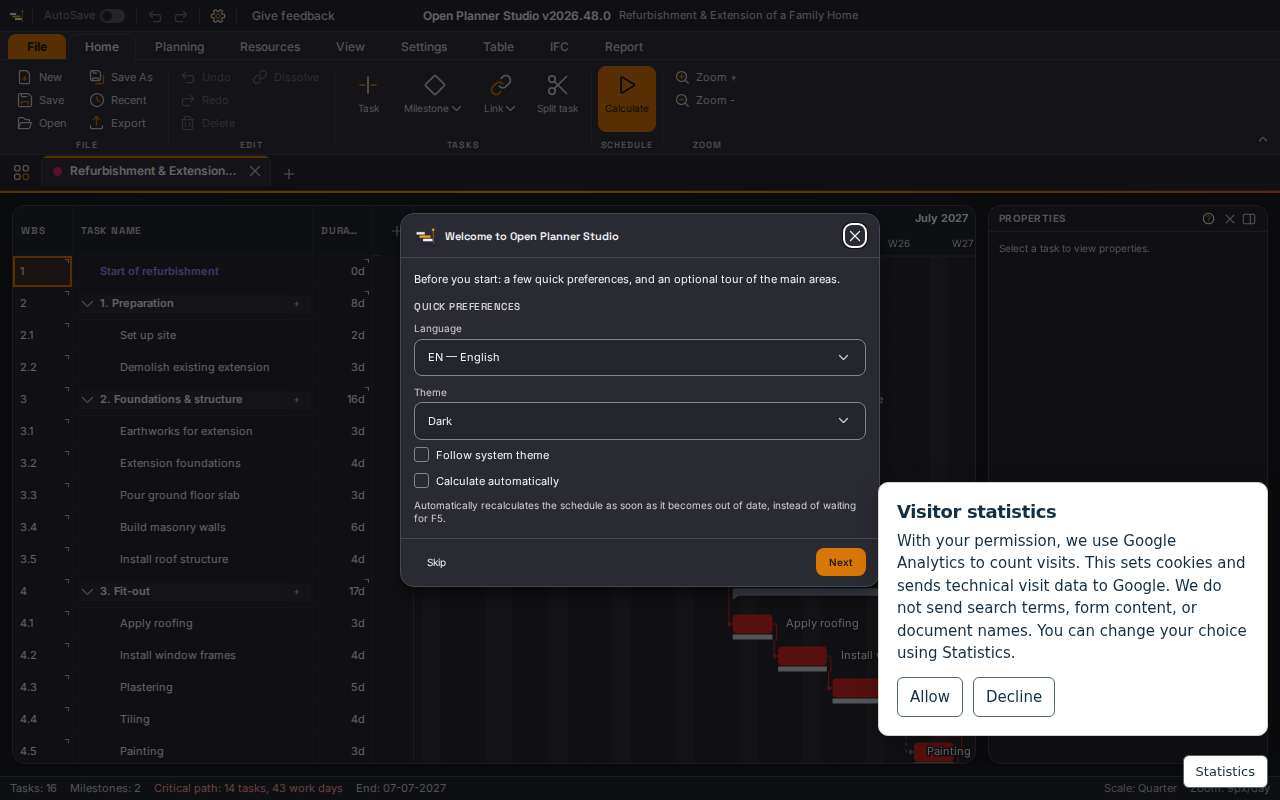 AutoSave
Give feedback
Open Planner Studio v2026.48.0 Refurbishment & Extension of a Family Home
File Home Planning Resources View Settings Table IFC Report
New Save As Undo Dissolve
Save Recent Redo
Open Export Delete
Task Milestone Link Split task Calculate
Zoom +
Zoom -
FILE EDIT TASKS SCHEDULE ZOOM
Refurbishment & Extension...
WBS TASK NAME DURA...
1 Start of refurbishment 0d
2 1. Preparation + 8d
2.1 Set up site 2d
2.2 Demolish existing extension 3d
3 2. Foundations & structure + 16d
3.1 Earthworks for extension 3d
3.2 Extension foundations 4d
3.3 Pour ground floor slab 3d
3.4 Build masonry walls 6d
3.5 Install roof structure 4d
4 3. Fit-out + 17d
4.1 Apply roofing 3d
4.2 Install window frames 4d
4.3 Plastering 5d
4.4 Tiling 4d
4.5 Painting 3d
July 2027
W26 W27
Apply roofing
Install
Painting
Welcome to Open Planner Studio
Before you start: a few quick preferences, and an optional tour of the main areas.
QUICK PREFERENCES
Language
EN — English
Theme
Dark
Follow system theme
Calculate automatically
Automatically recalculates the schedule as soon as it becomes out of date, instead of waiting
for F5.
Skip Next
PROPERTIES
Select a task to view properties.
Visitor statistics
With your permission, we use Google
Analytics to count visits. This sets cookies and
sends technical visit data to Google. We do
not send search terms, form content, or
document names. You can change your choice
using Statistics.
Allow Decline
Statistics
Tasks: 16 Milestones: 2 Critical path: 14 tasks, 43 work days End: 07-07-2027
Scale: Quarter Zoom: 9px/day